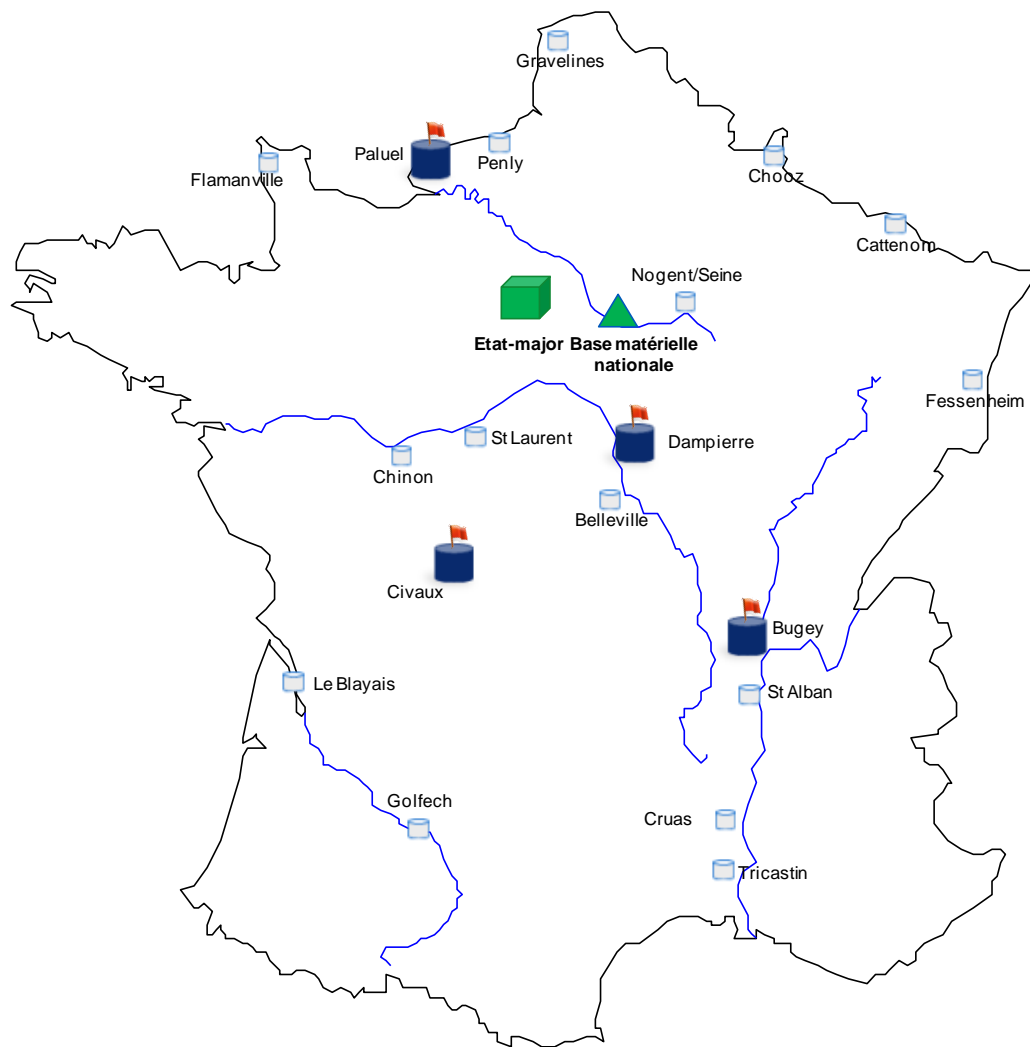 Gravelines
Paluel
Penly
Flamanville
Chooz
Cattenom
Nogent/Seine
Etat-major
Base matérielle
nationale
Fessenheim
St Laurent
Dampierre
Chinon
Belleville
Civaux
Bugey
Le Blayais
St Alban
Golfech
Cruas
Tricastin